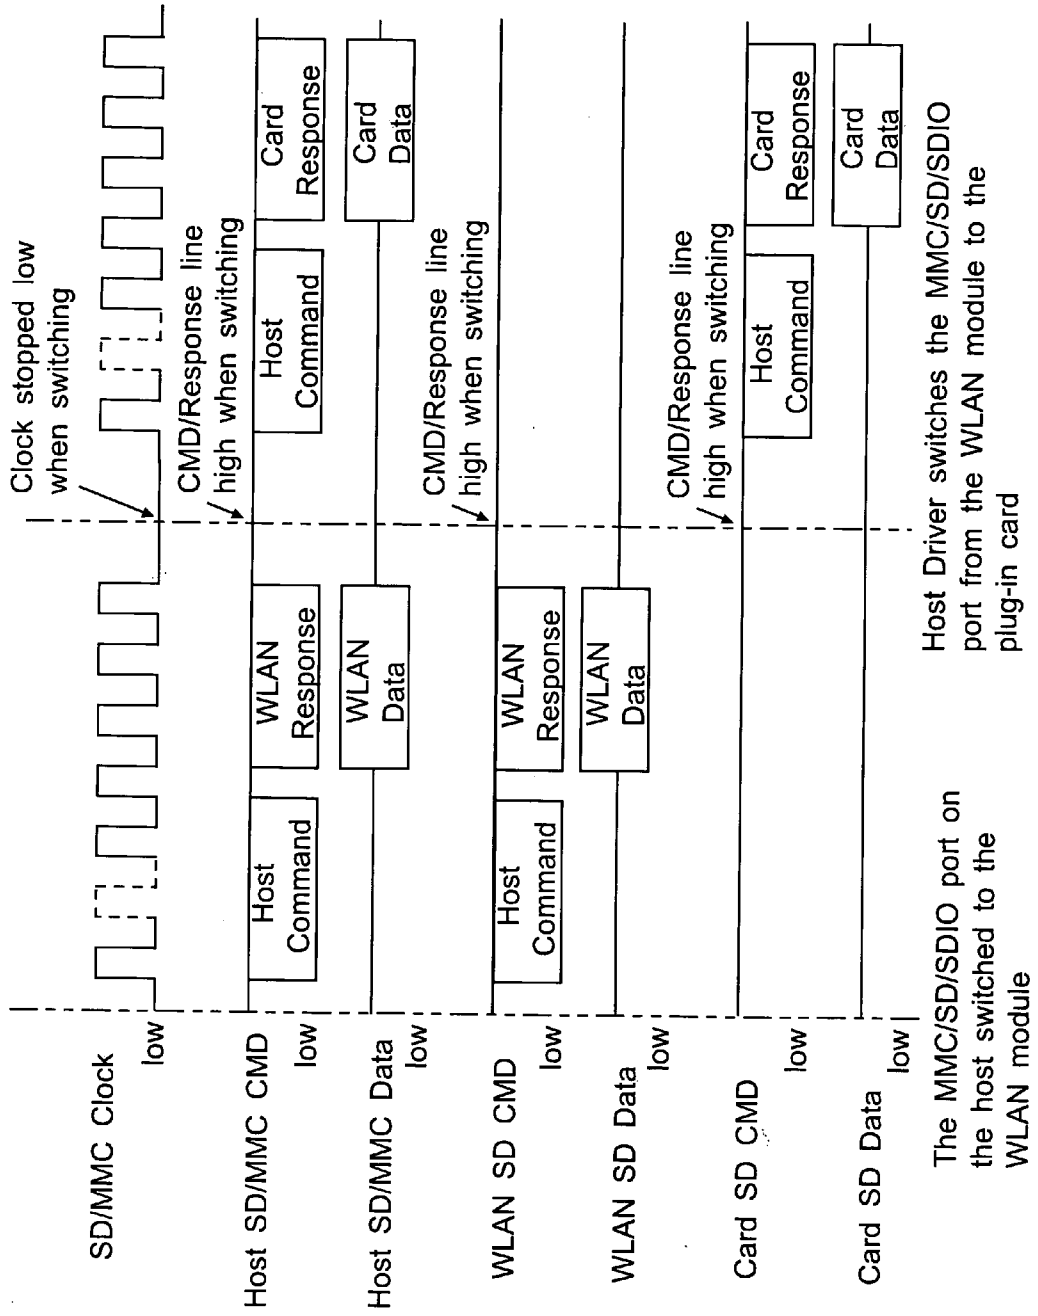 Clock stopped low
when switching
SD/MMC Clock
low
CMD/Response line
high when switching
Host SD/MMC CMD
low
Host
Command
WLAN
Response
Host
Command
Card
Response
Host SD/MMC Data
low
WLAN
Data
Card
Data
CMD/Response line
high when switching
WLAN SD CMD
low
Host
Command
WLAN
Response
WLAN SD Data
low
WLAN
Data
CMD/Response line
high when switching
Card SD CMD
low
Host
Command
Card
Response
Card SD Data
low
Card
Data
The MMC/SD/SDIO port on
the host switched to the
WLAN module
Host Driver switches the MMC/SD/SDIO
port from the WLAN module to the
plug-in card